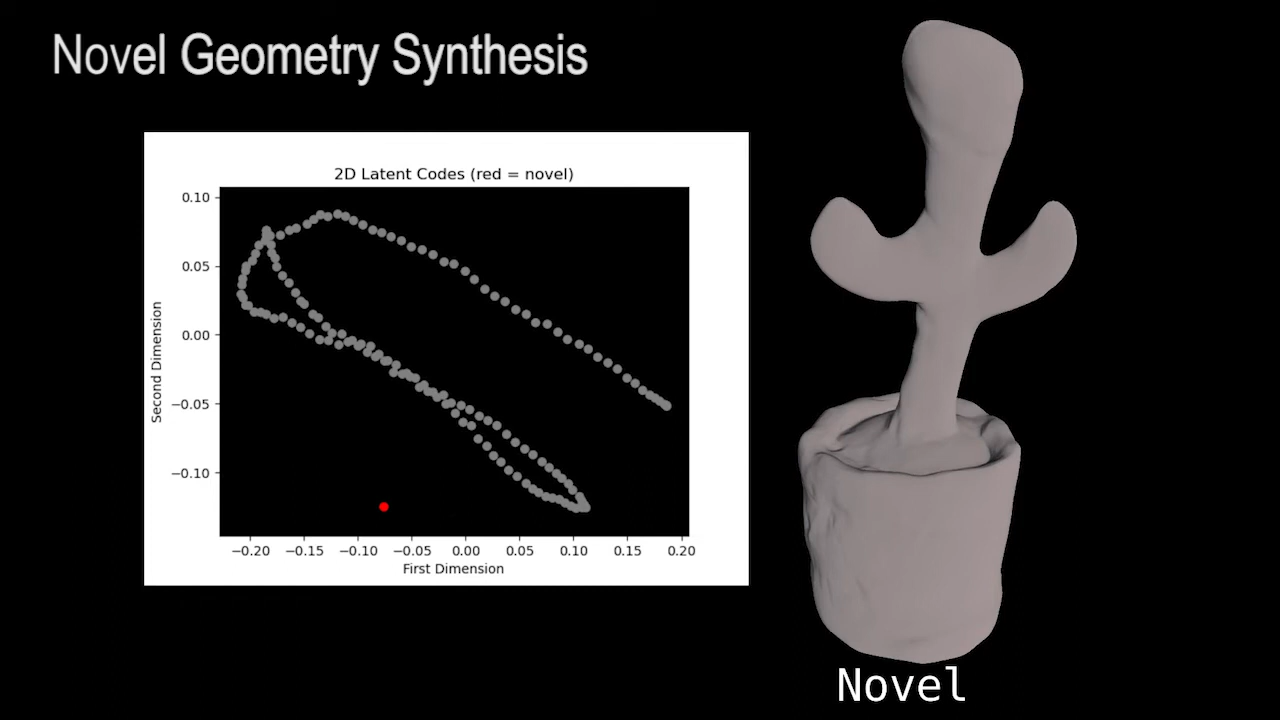 Novel Geometry Synthesis
2D Latent Codes (red = novel)
0.10
0.05
0.00
−0.05
−0.10
Second Dimension
−0.20 −0.15 −0.10 −0.05 0.00 0.05 0.10 0.15 0.20
First Dimension
Novel